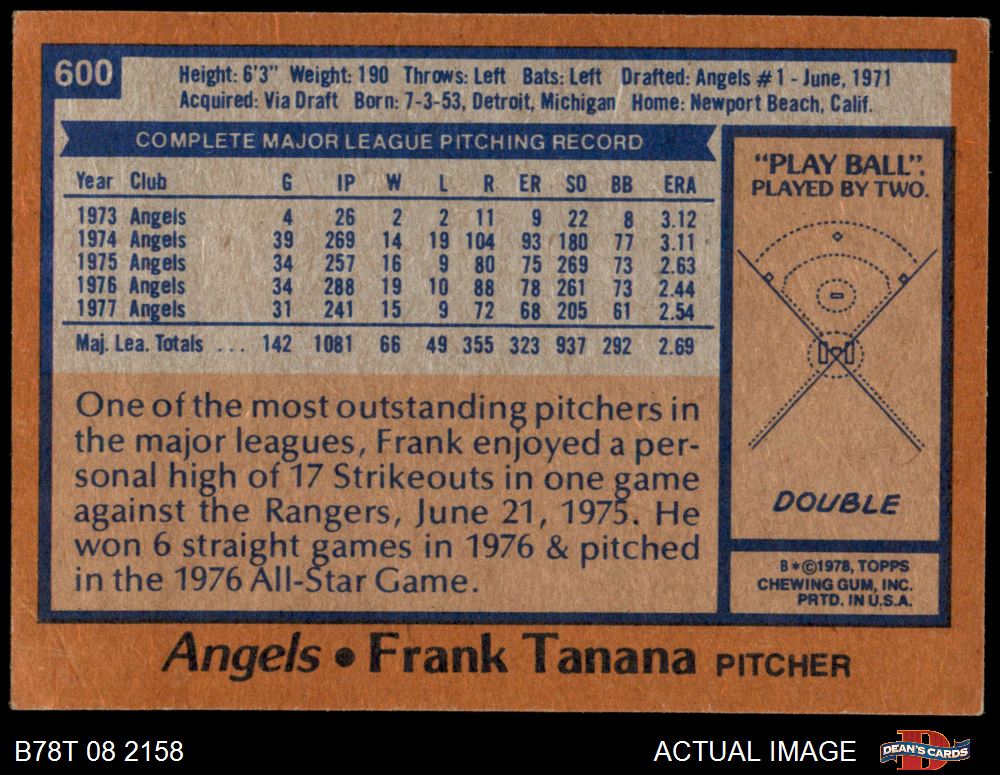 600
Height: 6'3" Weight: 190 Throws: Left Bats: Left Drafted: Angels #1 - June, 1971
Acquired: Via Draft Born: 7-3-53, Detroit, Michigan Home: Newport Beach, Calif.
COMPLETE MAJOR LEAGUE PITCHING RECORD
Year Club G IP W L R ER SO BB ERA
1973 Angels 4 26 2 2 11 9 22 8 3.12
1974 Angels 39 269 14 19 104 93 180 77 3.11
1975 Angels 34 257 16 9 80 75 269 73 2.63
1976 Angels 34 288 19 10 88 78 261 73 2.44
1977 Angels 31 241 15 9 72 68 205 61 2.54
Maj. Lea. Totals ... 142 1081 66 49 355 323 937 292 2.69
One of the most outstanding pitchers in
the major leagues, Frank enjoyed a per-
sonal high of 17 Strikeouts in one game
against the Rangers, June 21, 1975. He
won 6 straight games in 1976 & pitched
in the 1976 All-Star Game.
"PLAY BALL".
PLAYED BY TWO.
DOUBLE
B*©1978, TOPPS
CHEWING GUM, INC.
PRTD. IN U.S.A.
Angels • Frank Tanana PITCHER
B78T 08 2158
ACTUAL IMAGE
DEAN'S CARDS